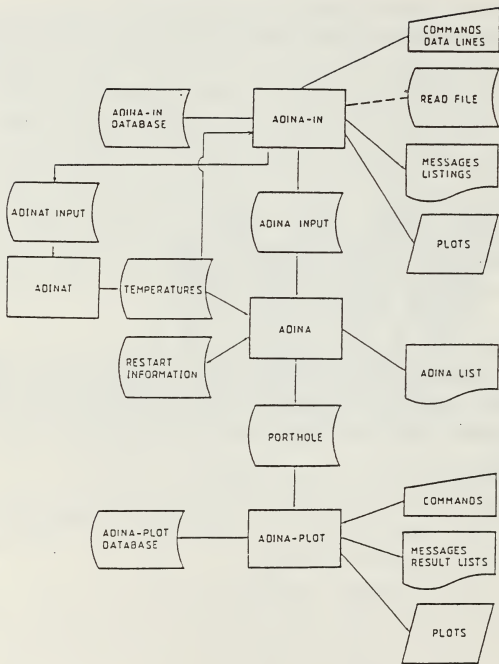 COMMANDS
DATA LINES
ADINA-IN
DATABASE
ADINA-IN
READ FILE
MESSAGES
LISTINGS
ADINAT INPUT
ADINA INPUT
PLOTS
ADINAT
TEMPERATURES
ADINA
RESTART
INFORMATION
ADINA LIST
PORTHOLE
COMMANDS
ADINA-PLOT
DATABASE
ADINA-PLOT
MESSAGES
RESULT LISTS
PLOTS